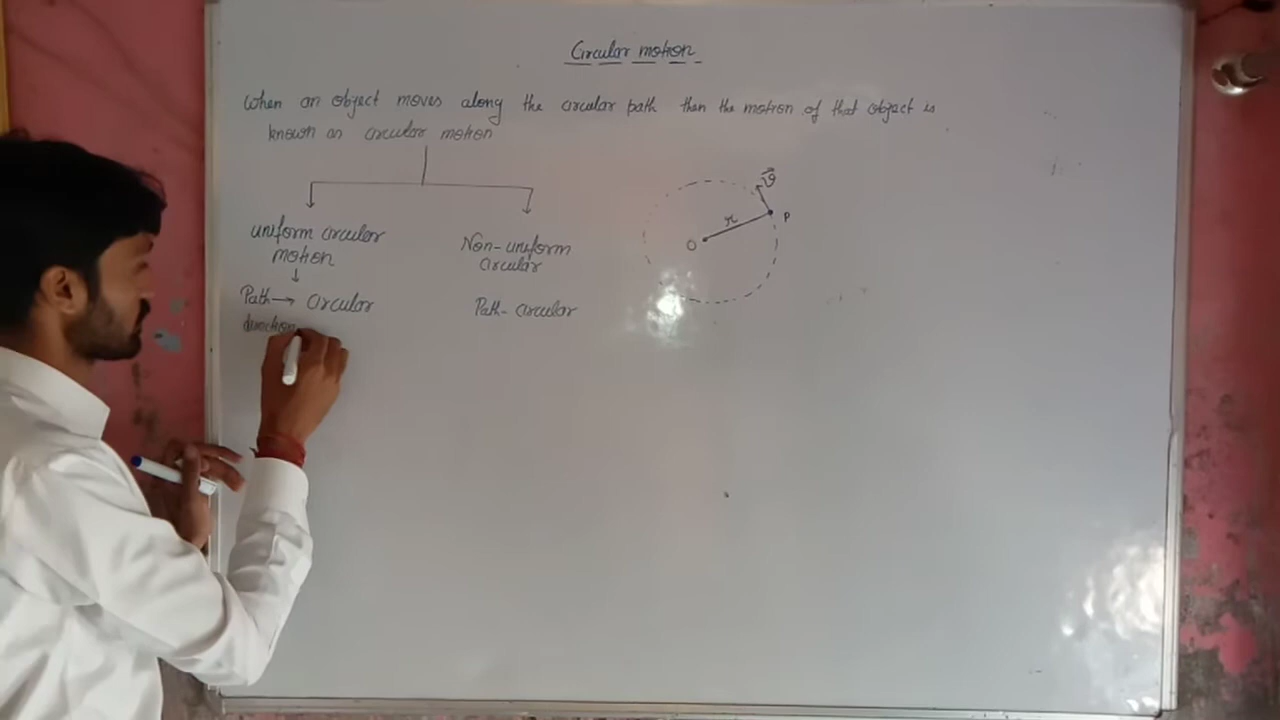 Circular motion
When an object moves along the circular path then the motion of that object is
known as circular motion
uniform circular
motion
Non-uniform
circular
Path → circular
Path - circular
direction
v
r
O
P